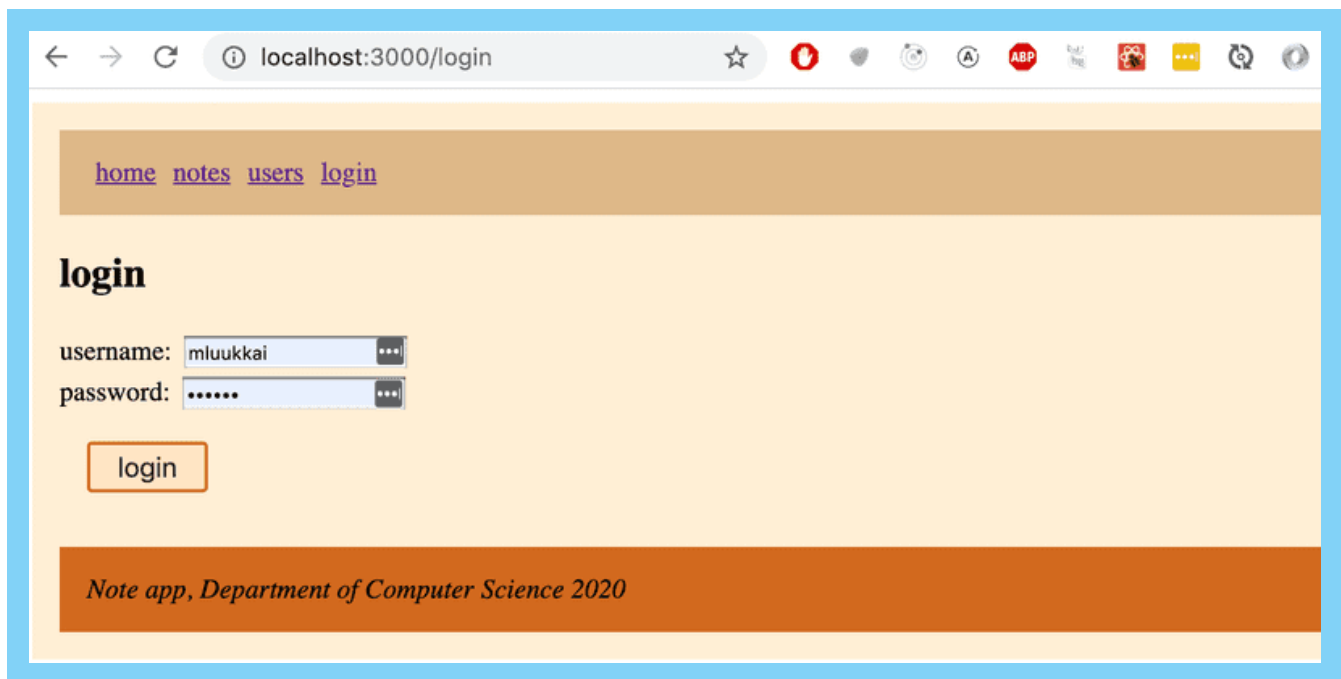 localhost:3000/login
ABP
home notes users login
login
username: mluukkai
password: ••••••
login
Note app, Department of Computer Science 2020